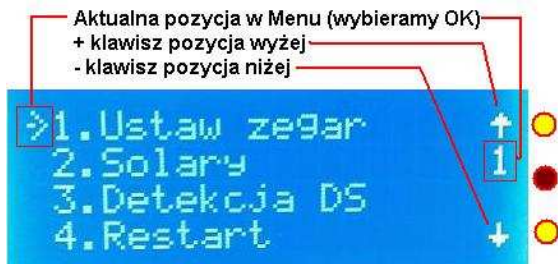 Aktualna pozycja w Menu (wybieramy OK)
+ klawisz pozycja wyżej
- klawisz pozycja niżej
1.Ustaw zegar
2.Solary 1
3.Detekcja DS
4.Restart